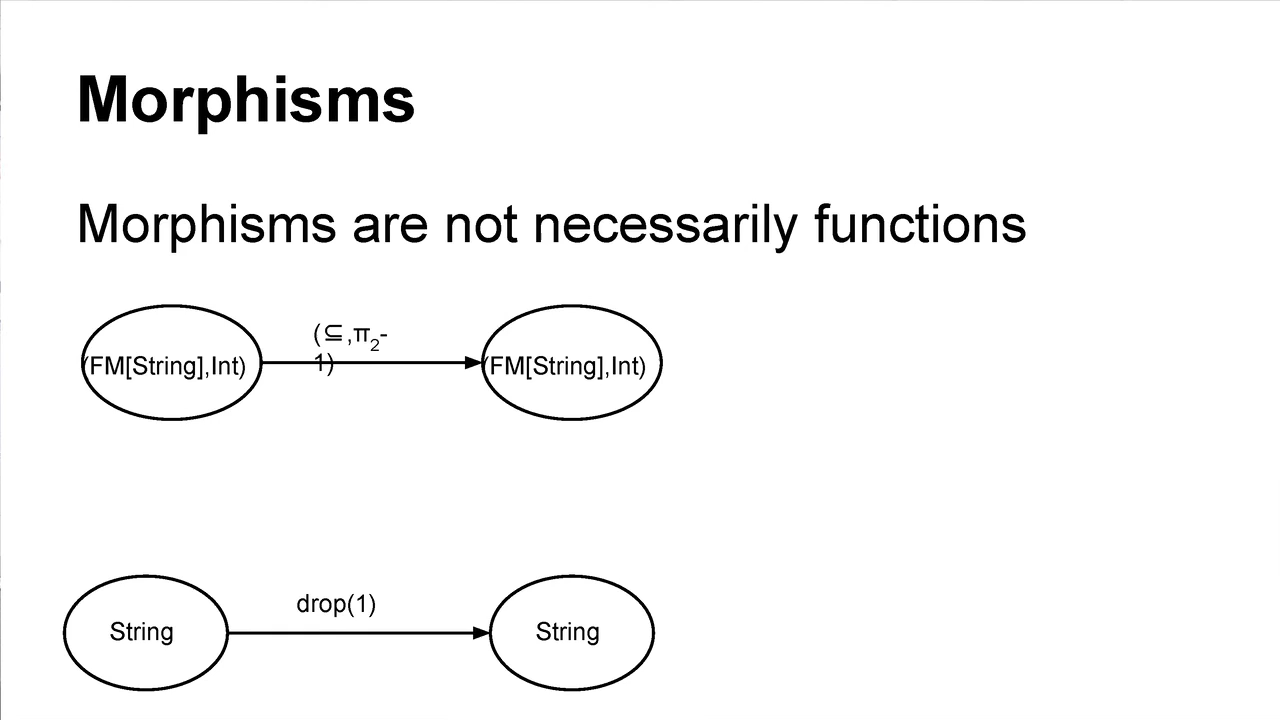 Morphisms
Morphisms are not necessarily functions
(⊆,π₂-
1)
(FM[String],Int)
(FM[String],Int)
drop(1)
String
String